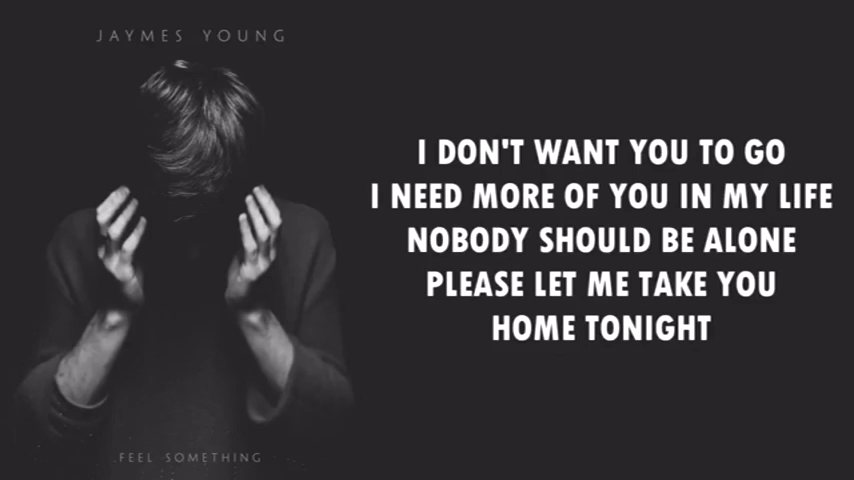 JAYMES YOUNG
I DON'T WANT YOU TO GO
I NEED MORE OF YOU IN MY LIFE
NOBODY SHOULD BE ALONE
PLEASE LET ME TAKE YOU
HOME TONIGHT
FEEL SOMETHING